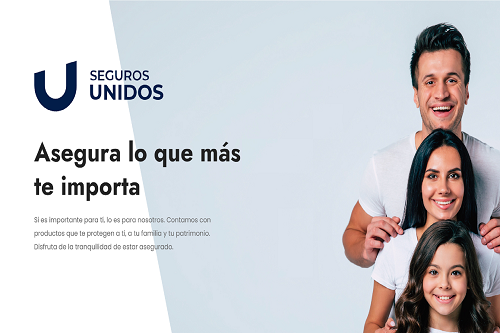 SEGUROS
UNIDOS
Asegura lo que más
te importa
Si es importante para ti, lo es para nosotros. Contamos con
productos que te protegen a ti, a tu familia y tu patrimonio.
Disfruta de la tranquilidad de estar asegurado.